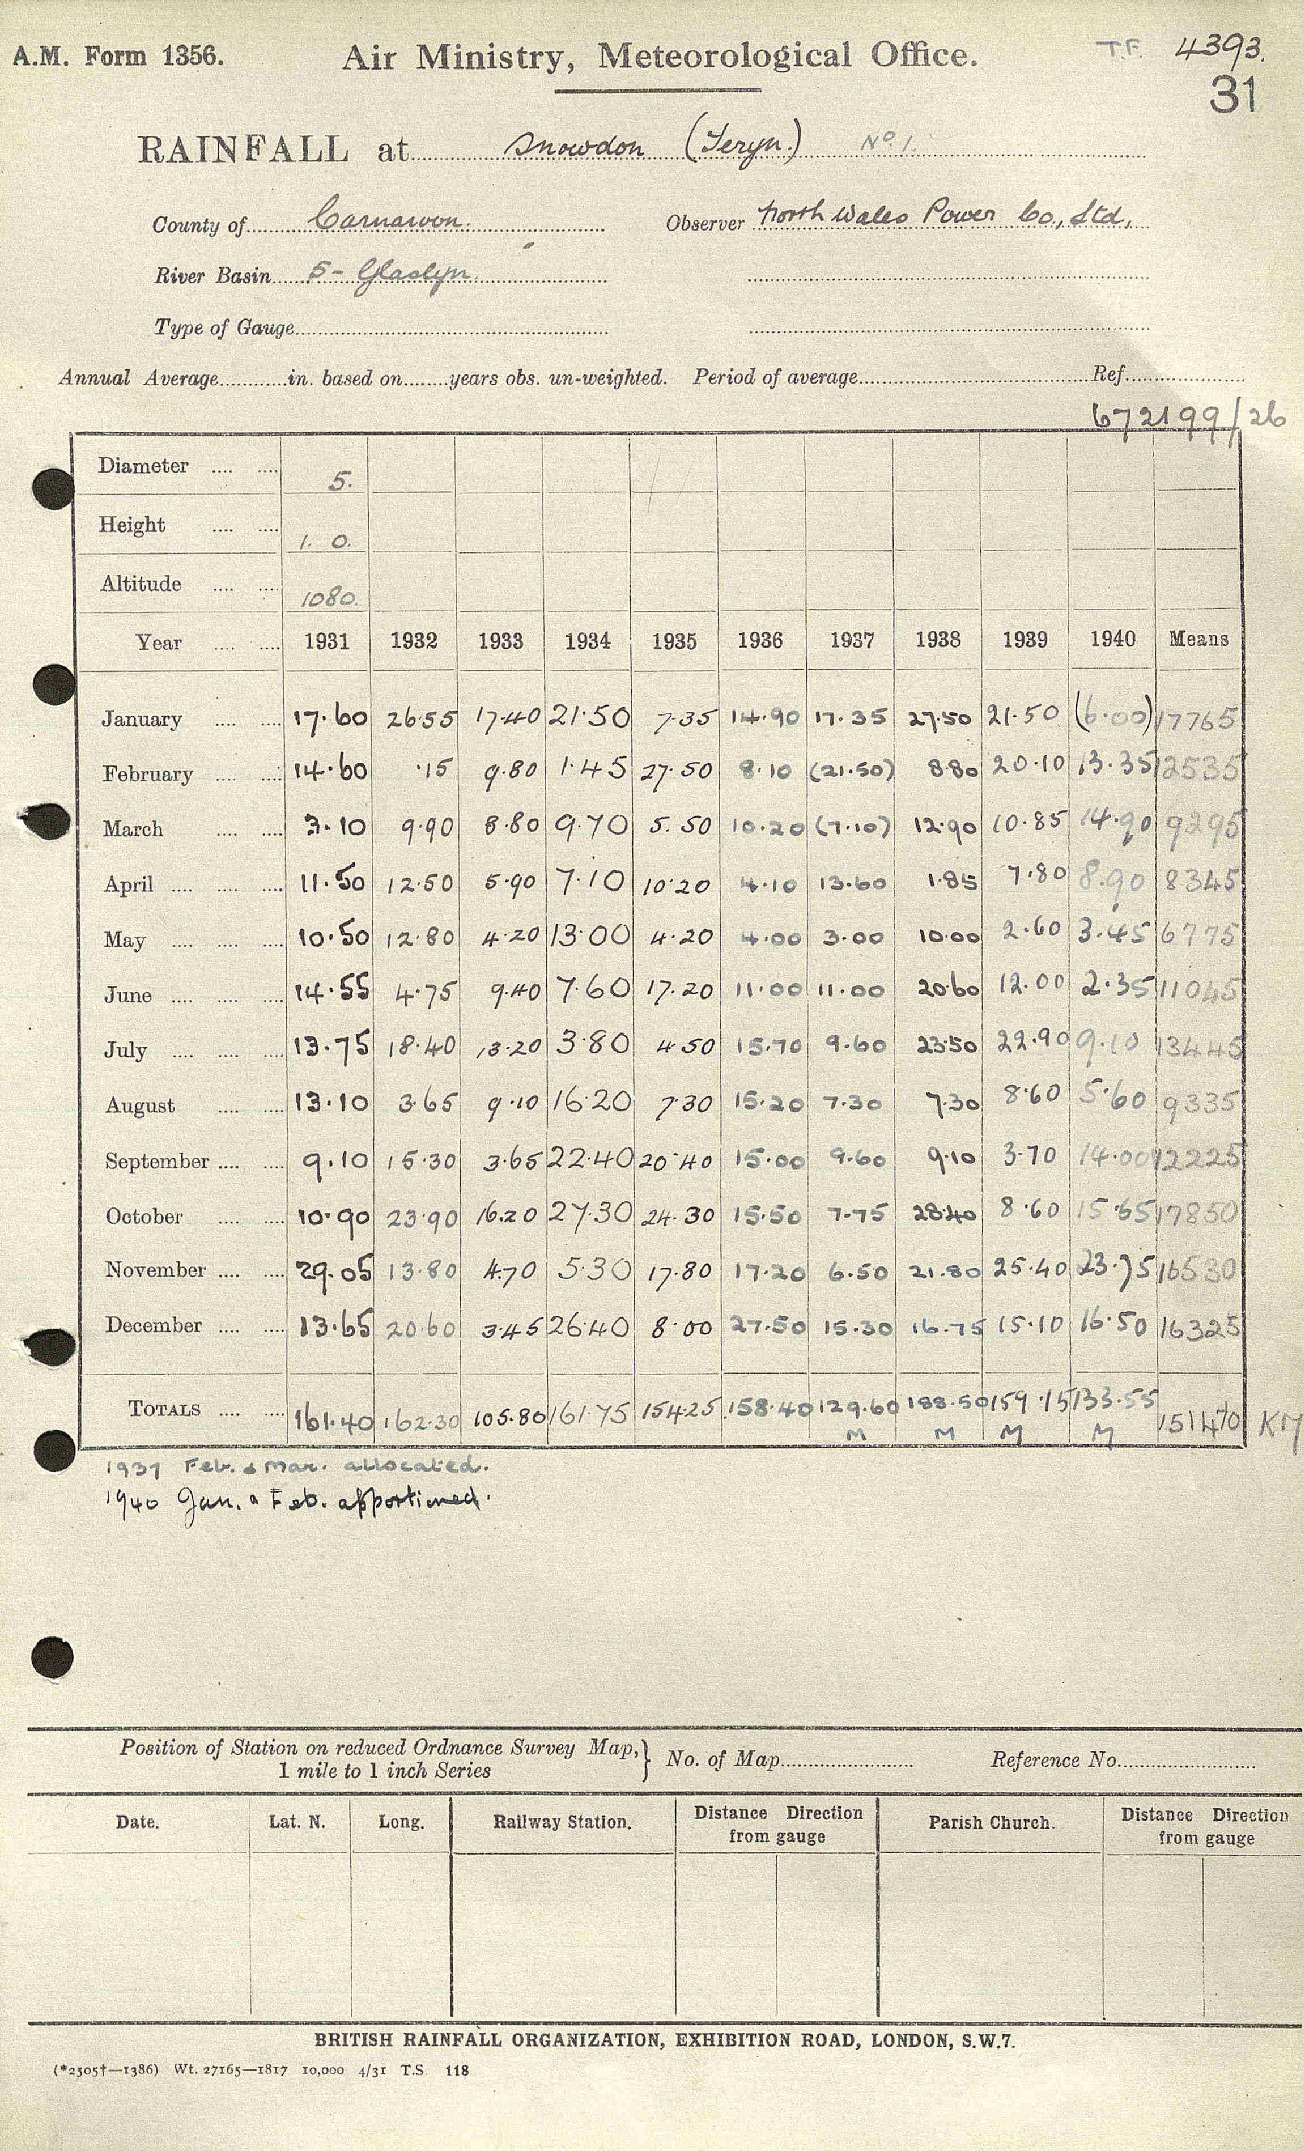 A.M. Form 1356. Air Ministry, Meteorological Office. T.F. 4393.
31
RAINFALL at Snowdon (Teryn.) No. 1.
County of Carnarvon. Observer North Wales Power Co., Ltd.,
River Basin 5 - Glaslyn.
Type of Gauge
Annual Average in. based on years obs. un-weighted. Period of average Ref.
672199/26
Diameter 5.
Height 1. 0.
Altitude 1080.
Year 1931 1932 1933 1934 1935 1936 1937 1938 1939 1940 Means
January 17.60 26.55 17.40 21.50 7.35 14.90 17.35 27.50 21.50 (6.00) 17765
February 14.60 .15 9.80 1.45 27.50 8.10 (21.50) 8.80 20.10 13.35 12535
March 3.10 9.90 8.80 9.70 5.50 10.20 (7.10) 12.90 10.85 14.90 9295
April 11.50 12.50 5.90 7.10 10.20 4.10 13.60 1.85 7.80 8.90 8345
May 10.50 12.80 4.20 13.00 4.20 4.00 3.00 10.00 2.60 3.45 6775
June 14.55 4.75 9.40 7.60 17.20 11.00 11.00 20.60 12.00 2.35 11045
July 13.75 18.40 13.20 3.80 4.50 15.70 9.60 23.50 22.90 9.10 13445
August 13.10 3.65 9.10 16.20 7.30 15.20 7.30 7.30 8.60 5.60 9335
September 9.10 15.30 3.65 22.40 20.40 15.00 9.60 9.10 3.70 14.00 12225
October 10.90 23.90 16.20 27.30 24.30 15.50 7.75 28.40 8.60 15.65 17850
November 29.05 13.80 4.70 5.30 17.80 17.20 6.50 21.80 25.40 23.75 16530
December 13.65 20.60 3.45 26.40 8.00 27.50 15.30 16.75 15.10 16.50 16325
TOTALS 161.40 162.30 105.80 161.75 154.25 158.40 129.60 188.50 159.15 133.55 151470 KM
M M M M
1937 Feb. & Mar. allocated.
1940 Jan. & Feb. apportioned.
Position of Station on reduced Ordnance Survey Map, } No. of Map Reference No.
1 mile to 1 inch Series
Date. Lat. N. Long. Railway Station. Distance Direction Parish Church. Distance Direction
from gauge from gauge
BRITISH RAINFALL ORGANIZATION, EXHIBITION ROAD, LONDON, S.W.7.
(*2505†—1386) Wt. 27165—1817 10,000 4/31 T.S. 118